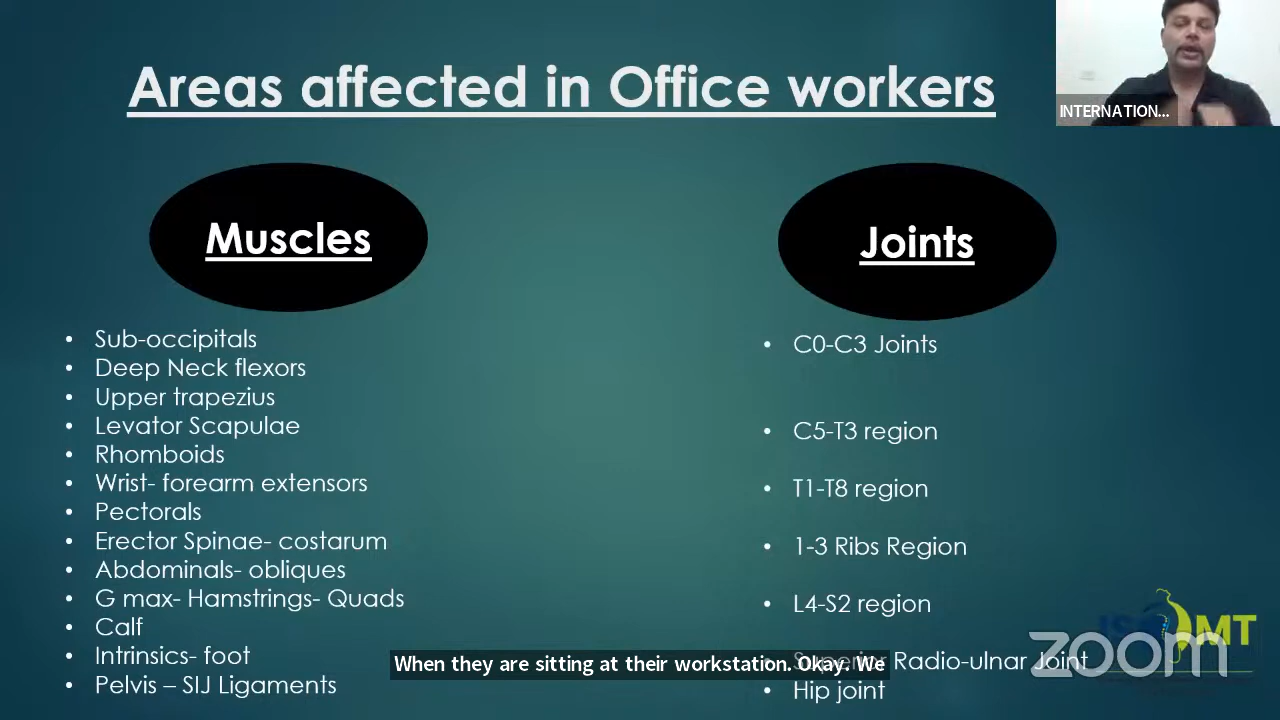 Areas affected in Office workers
INTERNATION...
Muscles
• Sub-occipitals
• Deep Neck flexors
• Upper trapezius
• Levator Scapulae
• Rhomboids
• Wrist- forearm extensors
• Pectorals
• Erector Spinae- costarum
• Abdominals- obliques
• G max- Hamstrings- Quads
• Calf
• Intrinsics- foot
• Pelvis – SIJ Ligaments
Joints
• C0-C3 Joints
• C5-T3 region
• T1-T8 region
• 1-3 Ribs Region
• L4-S2 region
• Superior Radio-ulnar Joint
• Hip joint
When they are sitting at their workstation. Okay. We
zoom